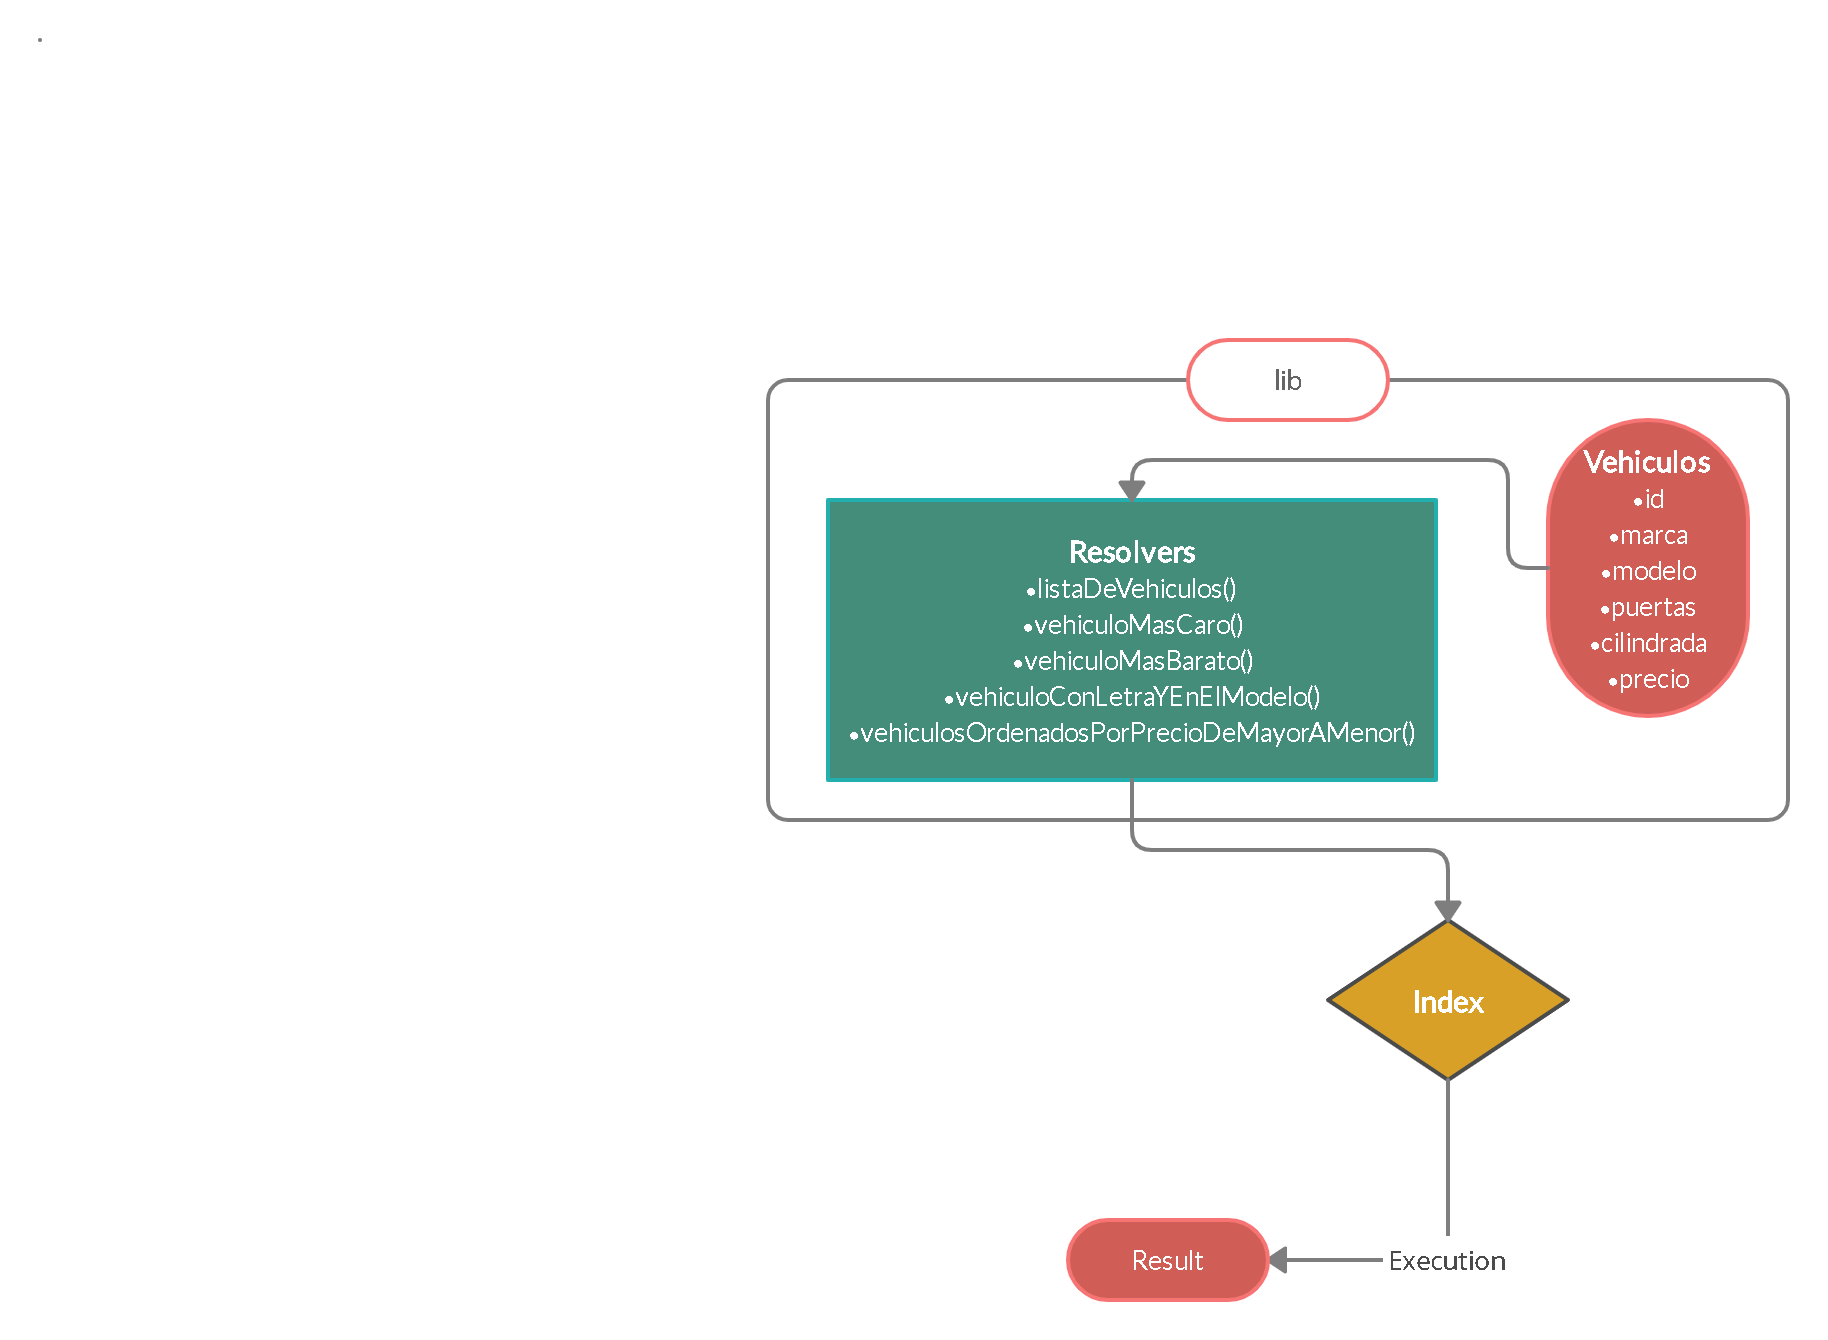 lib
Vehiculos
•id
•marca
•modelo
•puertas
•cilindrada
•precio
Resolvers
•listaDeVehiculos()
•vehiculoMasCaro()
•vehiculoMasBarato()
•vehiculoConLetraYEnElModelo()
•vehiculosOrdenadosPorPrecioDeMayorAMenor()
Index
Execution
Result